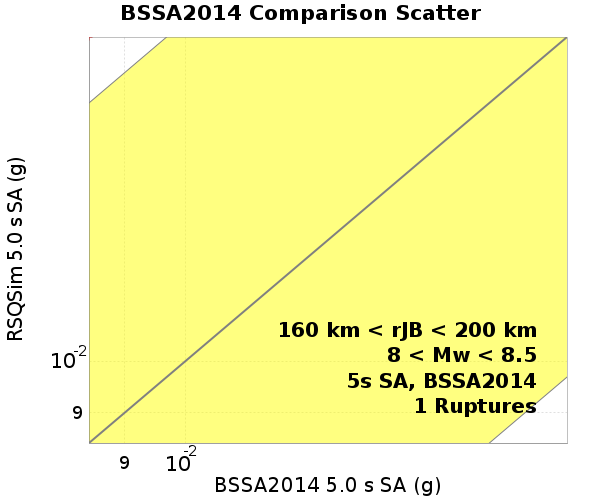 BSSA2014 Comparison Scatter
RSQSim 5.0 s SA (g)
160 km < rJB < 200 km
8 < Mw < 8.5
5s SA, BSSA2014
1 Ruptures
10-2
9
9
10-2
BSSA2014 5.0 s SA (g)